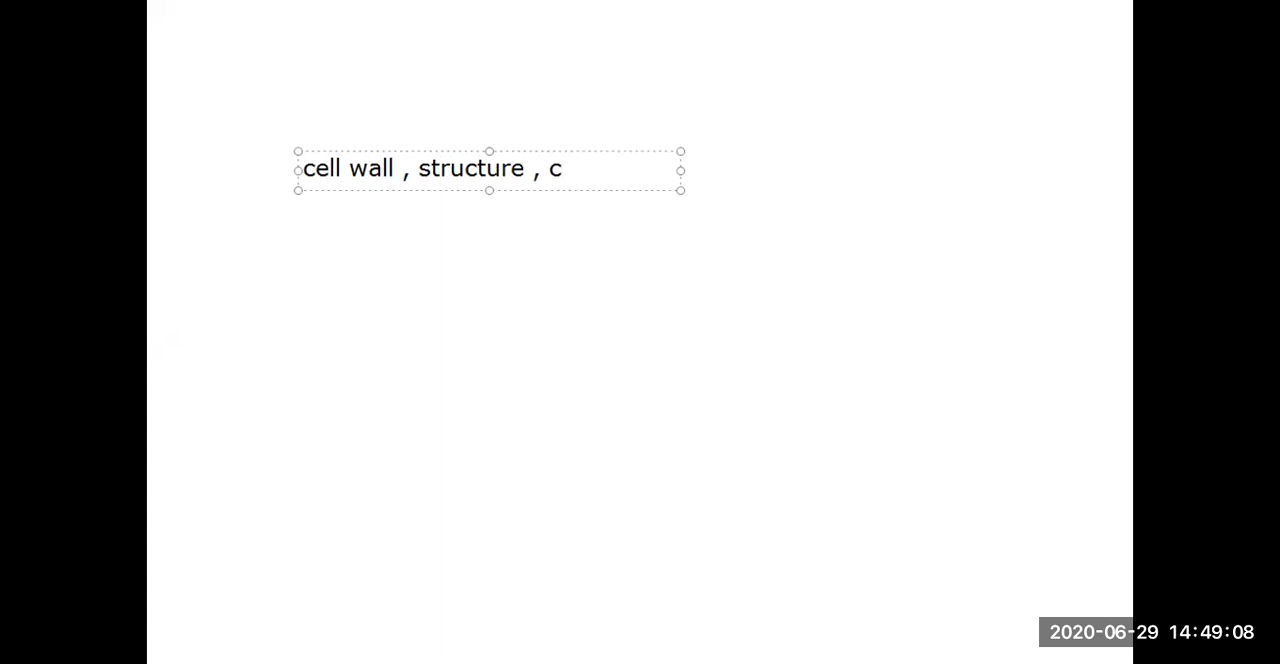 cell wall , structure , c
2020-06-29 14:49:08